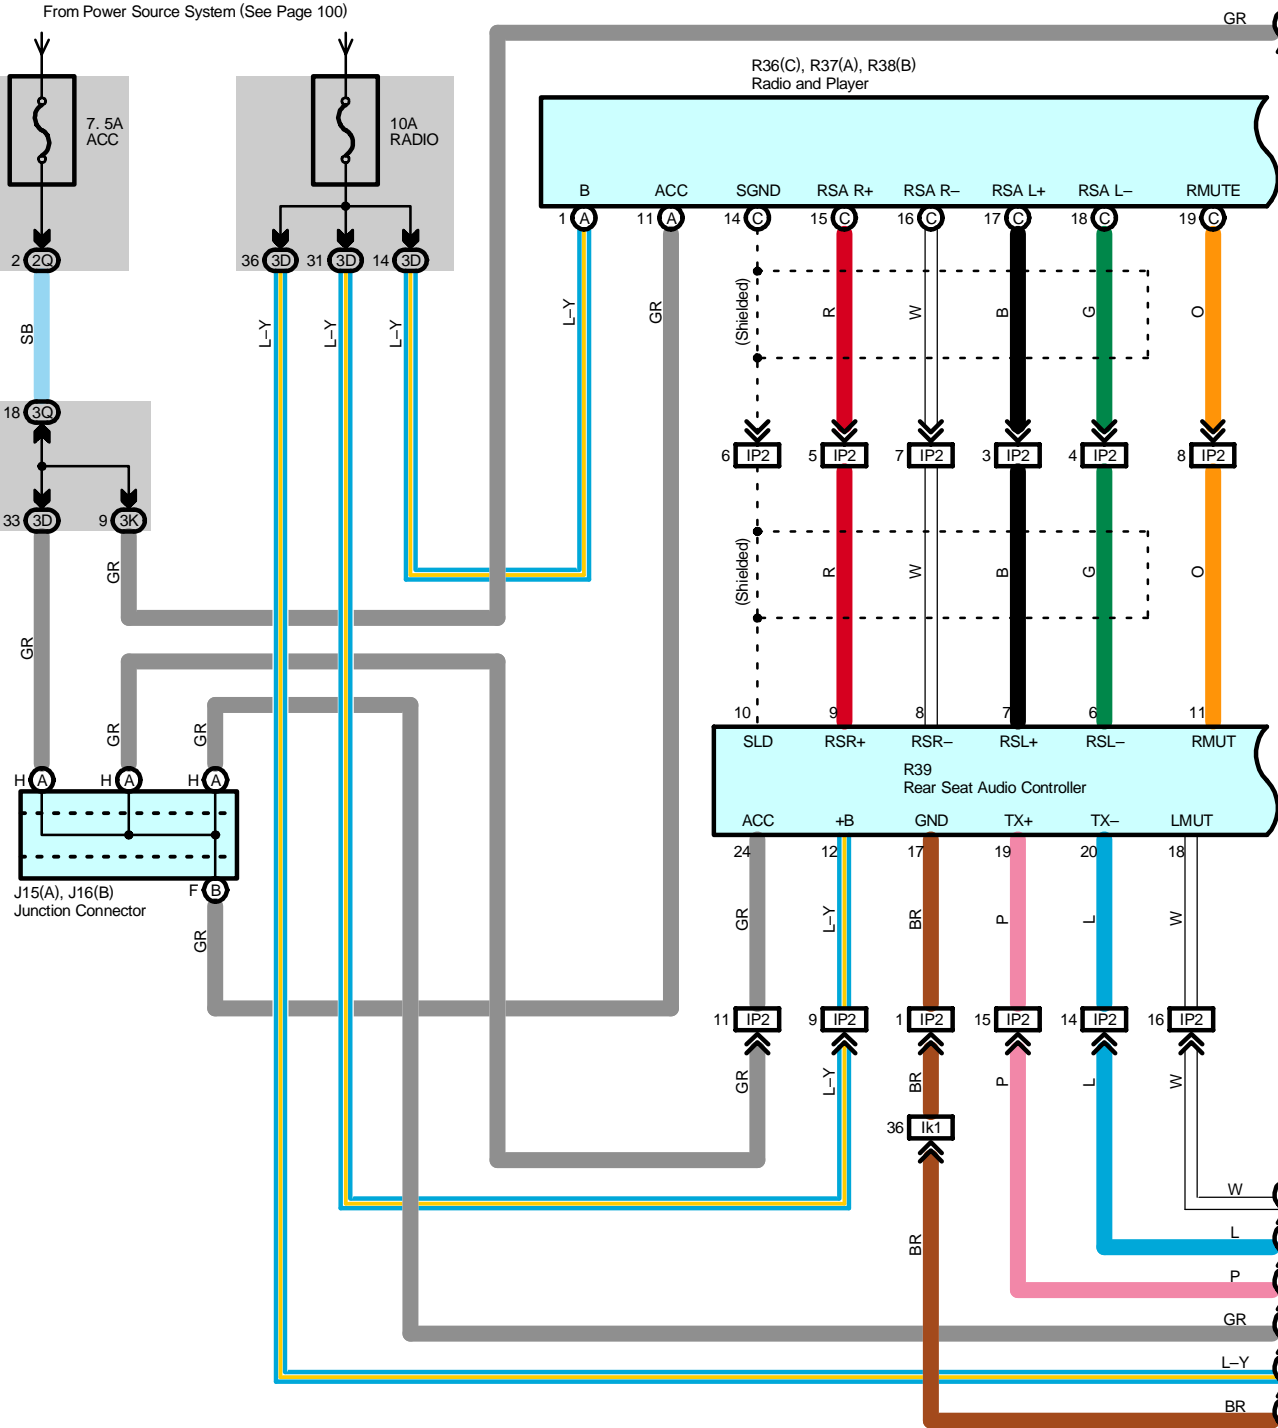 From Power Source System (See Page 100)
GR
R36(C), R37(A), R38(B)
Radio and Player
7. 5A
ACC
10A
RADIO
B ACC SGND RSA R+ RSA R– RSA L+ RSA L– RMUTE
1 A 11 A 14 C 15 C 16 C 17 C 18 C 19 C
2 2Q 36 3D 31 3D 14 3D
SB L–Y L–Y L–Y L–Y GR (Shielded) R W B G O
18 3Q
6 IP2 5 IP2 7 IP2 3 IP2 4 IP2 8 IP2
33 3D 9 3K
GR (Shielded) R W B G O
GR
GR GR
10 9 8 7 6 11
SLD RSR+ RSR– RSL+ RSL– RMUT
R39
Rear Seat Audio Controller
H A H A H A
ACC +B GND TX+ TX– LMUT
24 12 17 19 20 18
F B
J15(A), J16(B)
Junction Connector
GR GR L–Y BR P L W
11 IP2 9 IP2 1 IP2 15 IP2 14 IP2 16 IP2
GR L–Y BR P L W
36 Ik1
W
BR L
P
GR
L–Y
BR